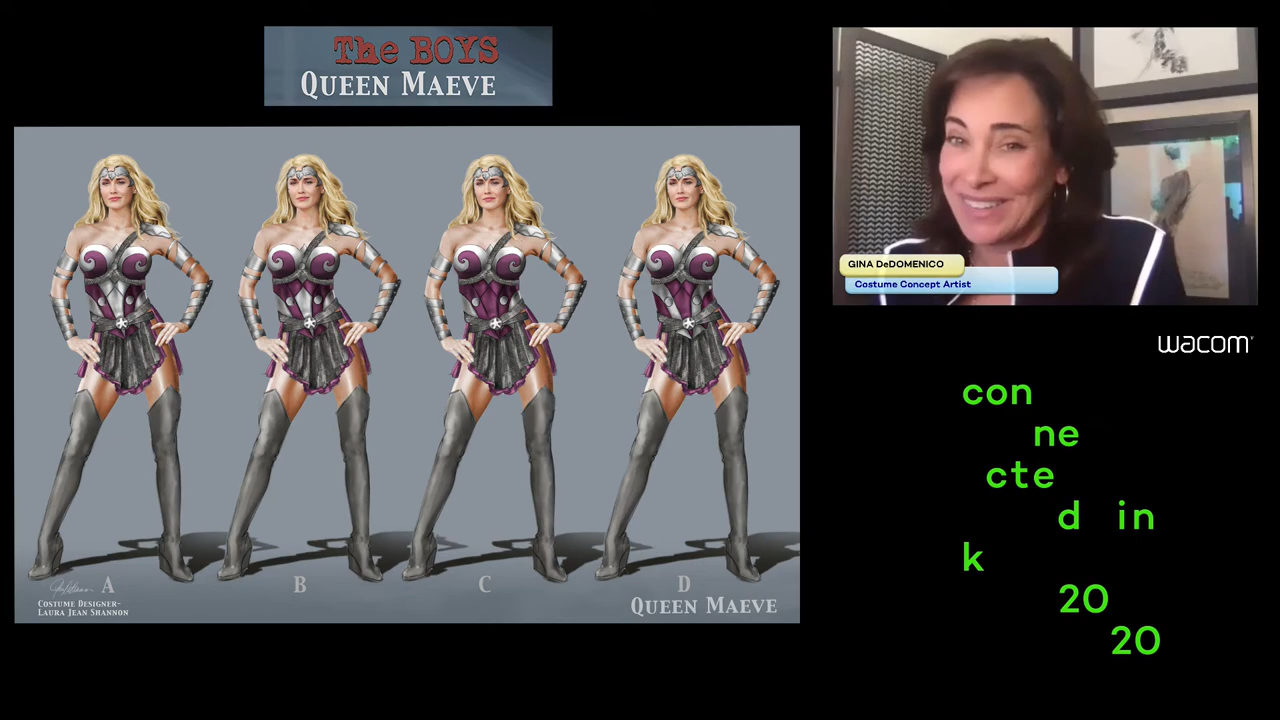 The BOYS
QUEEN MAEVE
GINA DeDOMENICO
Costume Concept Artist
wacom
con
ne
cte
d in
k
20
20
A
B
C
D
COSTUME DESIGNER-
LAURA JEAN SHANNON
QUEEN MAEVE